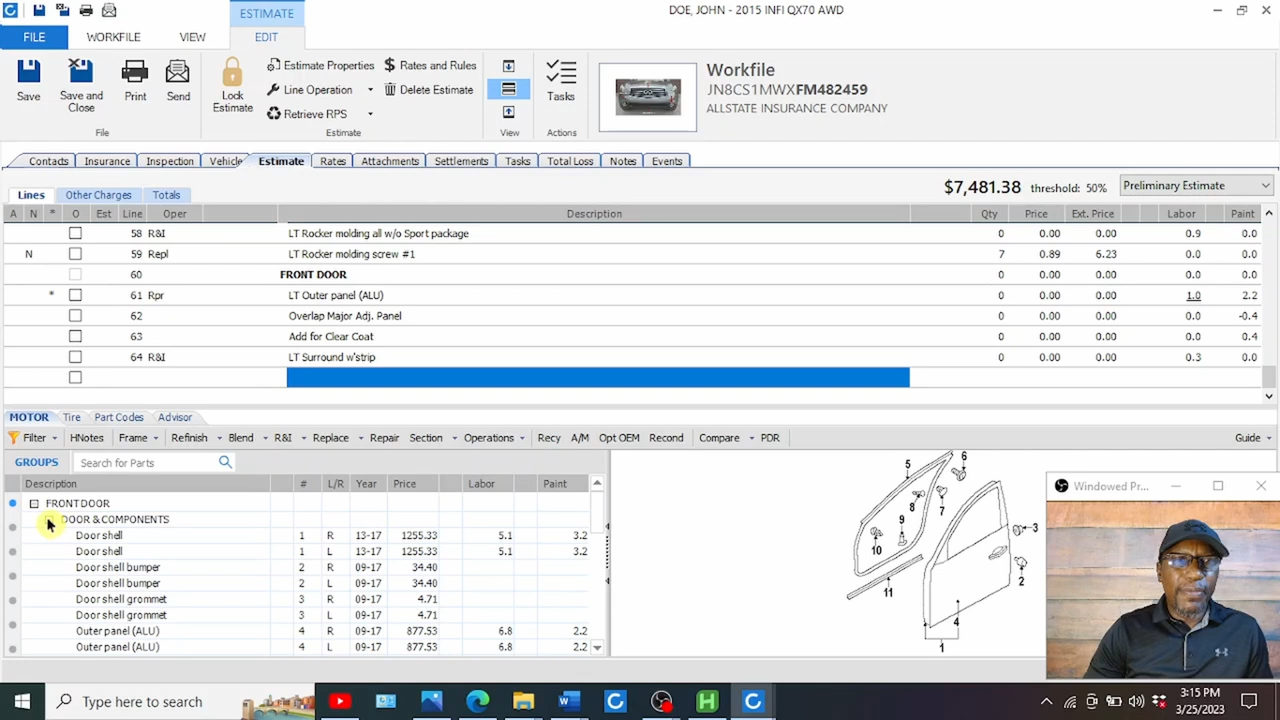 ESTIMATE
DOE, JOHN - 2015 INFI QX70 AWD
FILE WORKFILE VIEW EDIT
Save
Save and Close
Print
Send
File
Lock Estimate
Estimate Properties
Rates and Rules
Line Operation
Delete Estimate
Retrieve RPS
Estimate
View
Tasks
Actions
Workfile
JN8CS1MWXFM482459
ALLSTATE INSURANCE COMPANY
Contacts Insurance Inspection Vehicle Estimate Rates Attachments Settlements Tasks Total Loss Notes Events
Lines Other Charges Totals
$7,481.38 threshold: 50% Preliminary Estimate
A N * O Est Line Oper Description Qty Price Ext. Price Labor Paint
58 R&I LT Rocker molding all w/o Sport package 0 0.00 0.00 0.9 0.0
N 59 Repl LT Rocker molding screw #1 7 0.89 6.23 0.0 0.0
60 FRONT DOOR 0 0.00 0.00 0.0 0.0
* 61 Rpr LT Outer panel (ALU) 0 0.00 0.00 1.0 2.2
62 Overlap Major Adj. Panel 0 0.00 0.00 0.0 -0.4
63 Add for Clear Coat 0 0.00 0.00 0.0 0.4
64 R&I LT Surround w'strip 0 0.00 0.00 0.3 0.0
MOTOR Tire Part Codes Advisor
Filter HNotes Frame Refinish Blend R&I Replace Repair Section Operations Recy A/M Opt OEM Recond Compare PDR Guide
GROUPS Search for Parts
Description # L/R Year Price Labor Paint
FRONT DOOR
DOOR & COMPONENTS
Door shell 1 R 13-17 1255.33 5.1 3.2
Door shell 1 L 13-17 1255.33 5.1 3.2
Door shell bumper 2 R 09-17 34.40
Door shell bumper 2 L 09-17 34.40
Door shell grommet 3 R 09-17 4.71
Door shell grommet 3 L 09-17 4.71
Outer panel (ALU) 4 R 09-17 877.53 6.8 2.2
Outer panel (ALU) 4 L 09-17 877.53 6.8 2.2
5
6
8
7
9
10
3
2
11
4
1
Windowed Pr...
Type here to search
3:15 PM
3/25/2023